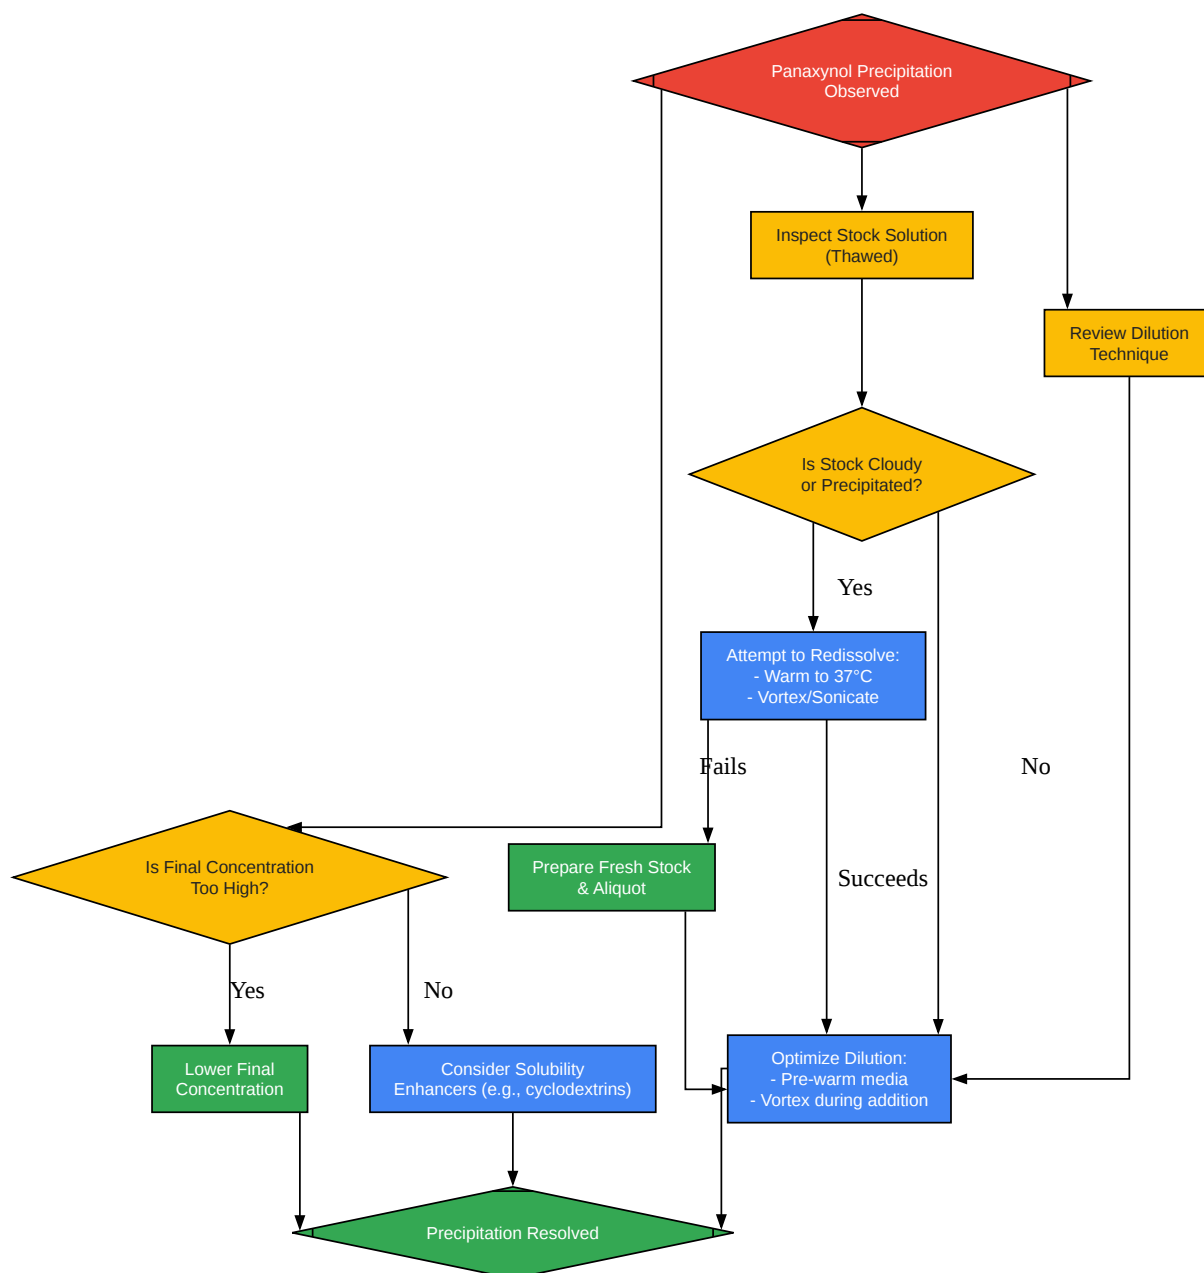 Panaxynol Precipitation
Observed
Inspect Stock Solution
(Thawed)
Review Dilution
Technique
Is Stock Cloudy
or Precipitated?
Yes
Attempt to Redissolve:
- Warm to 37°C
- Vortex/Sonicate
Fails
No
Is Final Concentration
Too High?
Prepare Fresh Stock
& Aliquot
Succeeds
Yes
No
Lower Final
Concentration
Consider Solubility
Enhancers (e.g., cyclodextrins)
Optimize Dilution:
- Pre-warm media
- Vortex during addition
Precipitation Resolved